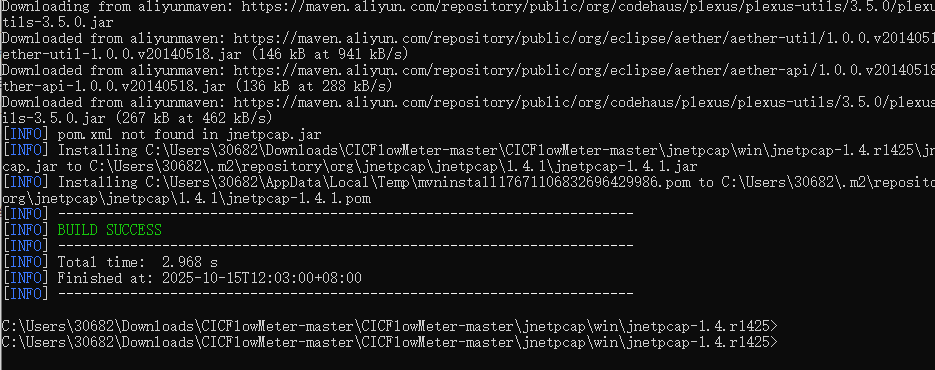 Downloading from aliyunmaven: https://maven.aliyun.com/repository/public/org/codehaus/plexus/plexus-utils/3.5.0/plexu
tils-3.5.0.jar
Downloaded from aliyunmaven: https://maven.aliyun.com/repository/public/org/eclipse/aether/aether-util/1.0.0.v2014051
ether-util-1.0.0.v20140518.jar (146 kB at 941 kB/s)
Downloaded from aliyunmaven: https://maven.aliyun.com/repository/public/org/eclipse/aether/aether-api/1.0.0.v20140518
ther-api-1.0.0.v20140518.jar (136 kB at 288 kB/s)
Downloaded from aliyunmaven: https://maven.aliyun.com/repository/public/org/codehaus/plexus/plexus-utils/3.5.0/plexus
ils-3.5.0.jar (267 kB at 462 kB/s)
[INFO] pom.xml not found in jnetpcap.jar
[INFO] Installing C:\Users\30682\Downloads\CICFlowMeter-master\CICFlowMeter-master\jnetpcap\win\jnetpcap-1.4.r1425\jn
cap.jar to C:\Users\30682\.m2\repository\org\jnetpcap\jnetpcap\1.4.1\jnetpcap-1.4.1.jar
[INFO] Installing C:\Users\30682\AppData\Local\Temp\mvninstall1767110683269642 9986.pom to C:\Users\30682\.m2\reposito
org\jnetpcap\jnetpcap\1.4.1\jnetpcap-1.4.1.pom
[INFO] ------------------------------------------------------------------------
[INFO] BUILD SUCCESS
[INFO] ------------------------------------------------------------------------
[INFO] Total time:  2.968 s
[INFO] Finished at: 2025-10-15T12:03:00+08:00
[INFO] ------------------------------------------------------------------------
C:\Users\30682\Downloads\CICFlowMeter-master\CICFlowMeter-master\jnetpcap\win\jnetpcap-1.4.r1425>
C:\Users\30682\Downloads\CICFlowMeter-master\CICFlowMeter-master\jnetpcap\win\jnetpcap-1.4.r1425>